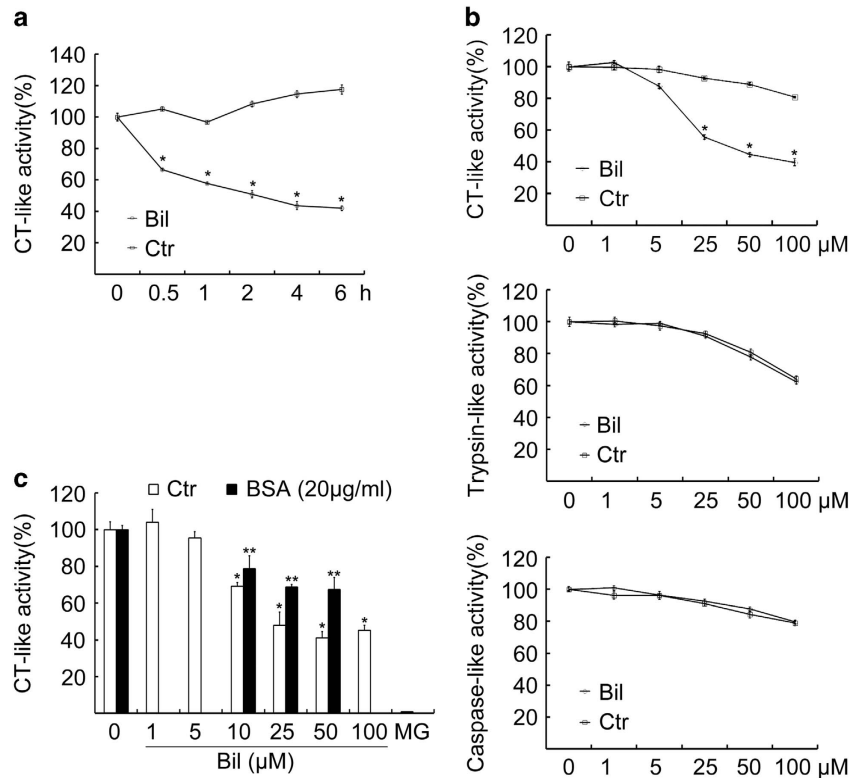 a
CT-like activity(%)
140
120
100
80
60
40
20
*
*
*
*
*
Bil
Ctr
0 0.5 1 2 4 6 h
b
CT-like activity(%)
120
100
80
60
40
20
*
*
*
Bil
Ctr
0 1 5 25 50 100 µM
Trypsin-like activity(%)
120
100
80
60
40
20
Bil
Ctr
0 1 5 25 50 100 µM
Caspase-like activity(%)
120
100
80
60
40
20
Bil
Ctr
0 1 5 25 50 100 µM
c
CT-like activity(%)
Ctr BSA (20µg/ml)
120
100
80
60
40
20
* ** * ** * ** *
0 1 5 10 25 50 100 MG
Bil (µM)